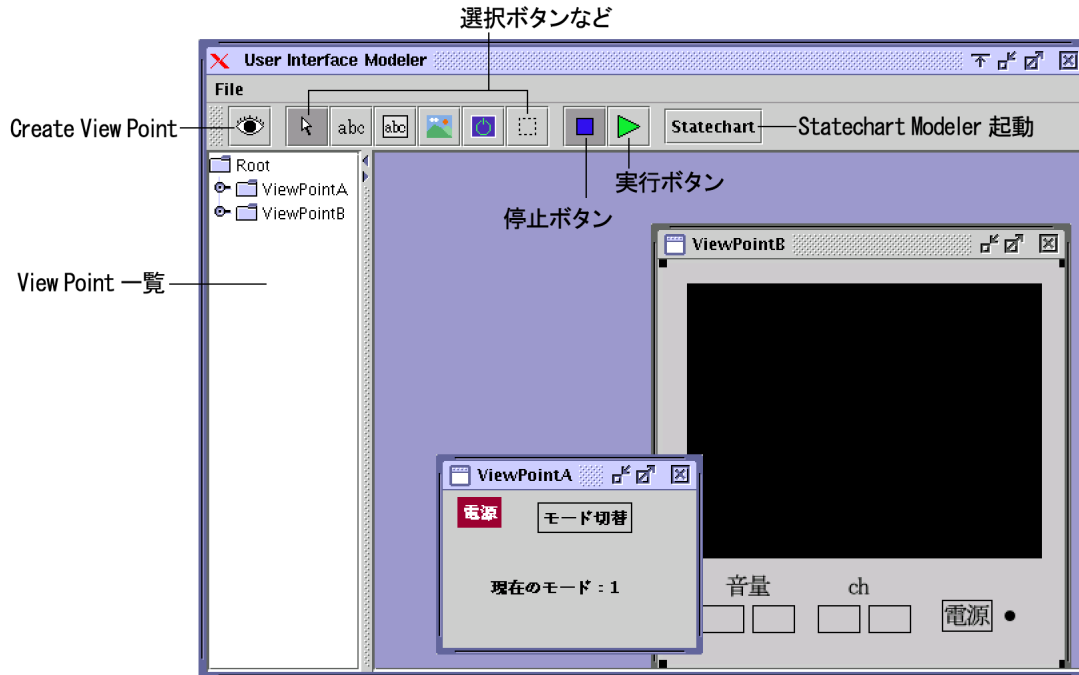 選択ボタンなど
User Interface Modeler
File
Create View Point
abc
abc
Statechart
Statechart Modeler 起動
Root
ViewPointA
ViewPointB
実行ボタン
停止ボタン
View Point 一覧
ViewPointB
ViewPointA
電源
モード切替
現在のモード：1
音量
ch
電源